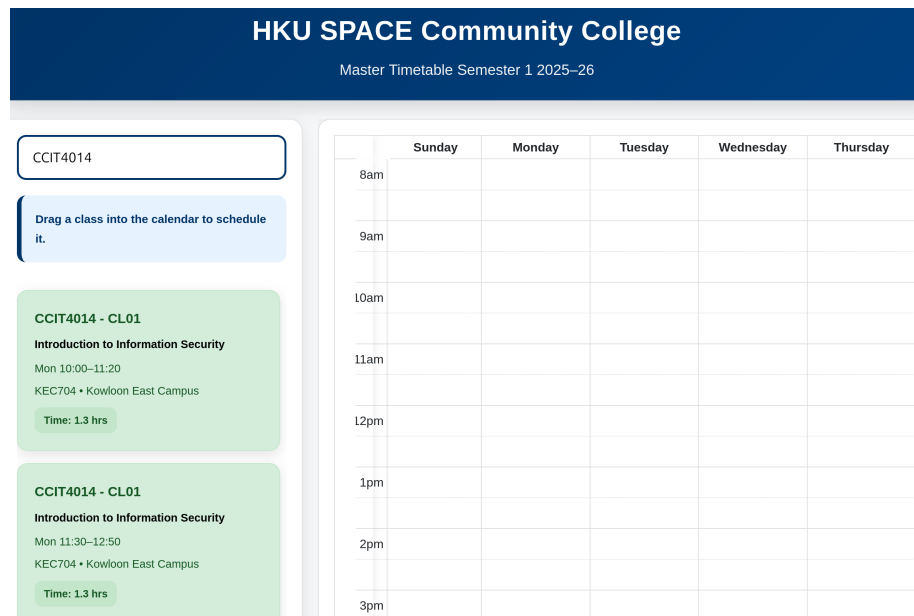 HKU SPACE Community College
Master Timetable Semester 1 2025–26
CCIT4014
Drag a class into the calendar to schedule
it.
CCIT4014 - CL01
Introduction to Information Security
Mon 10:00–11:20
KEC704 • Kowloon East Campus
Time: 1.3 hrs
CCIT4014 - CL01
Introduction to Information Security
Mon 11:30–12:50
KEC704 • Kowloon East Campus
Time: 1.3 hrs
Sunday Monday Tuesday Wednesday Thursday
8am
9am
10am
11am
12pm
1pm
2pm
3pm